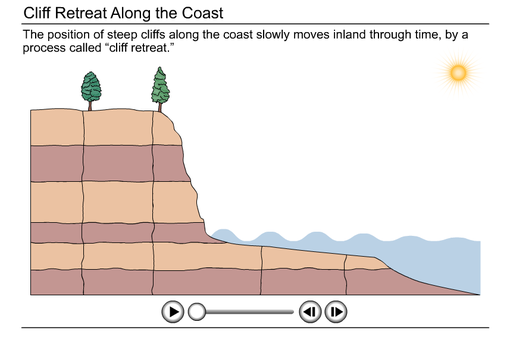 Cliff Retreat Along the Coast
The position of steep cliffs along the coast slowly moves inland through time, by a
process called “cliff retreat.”